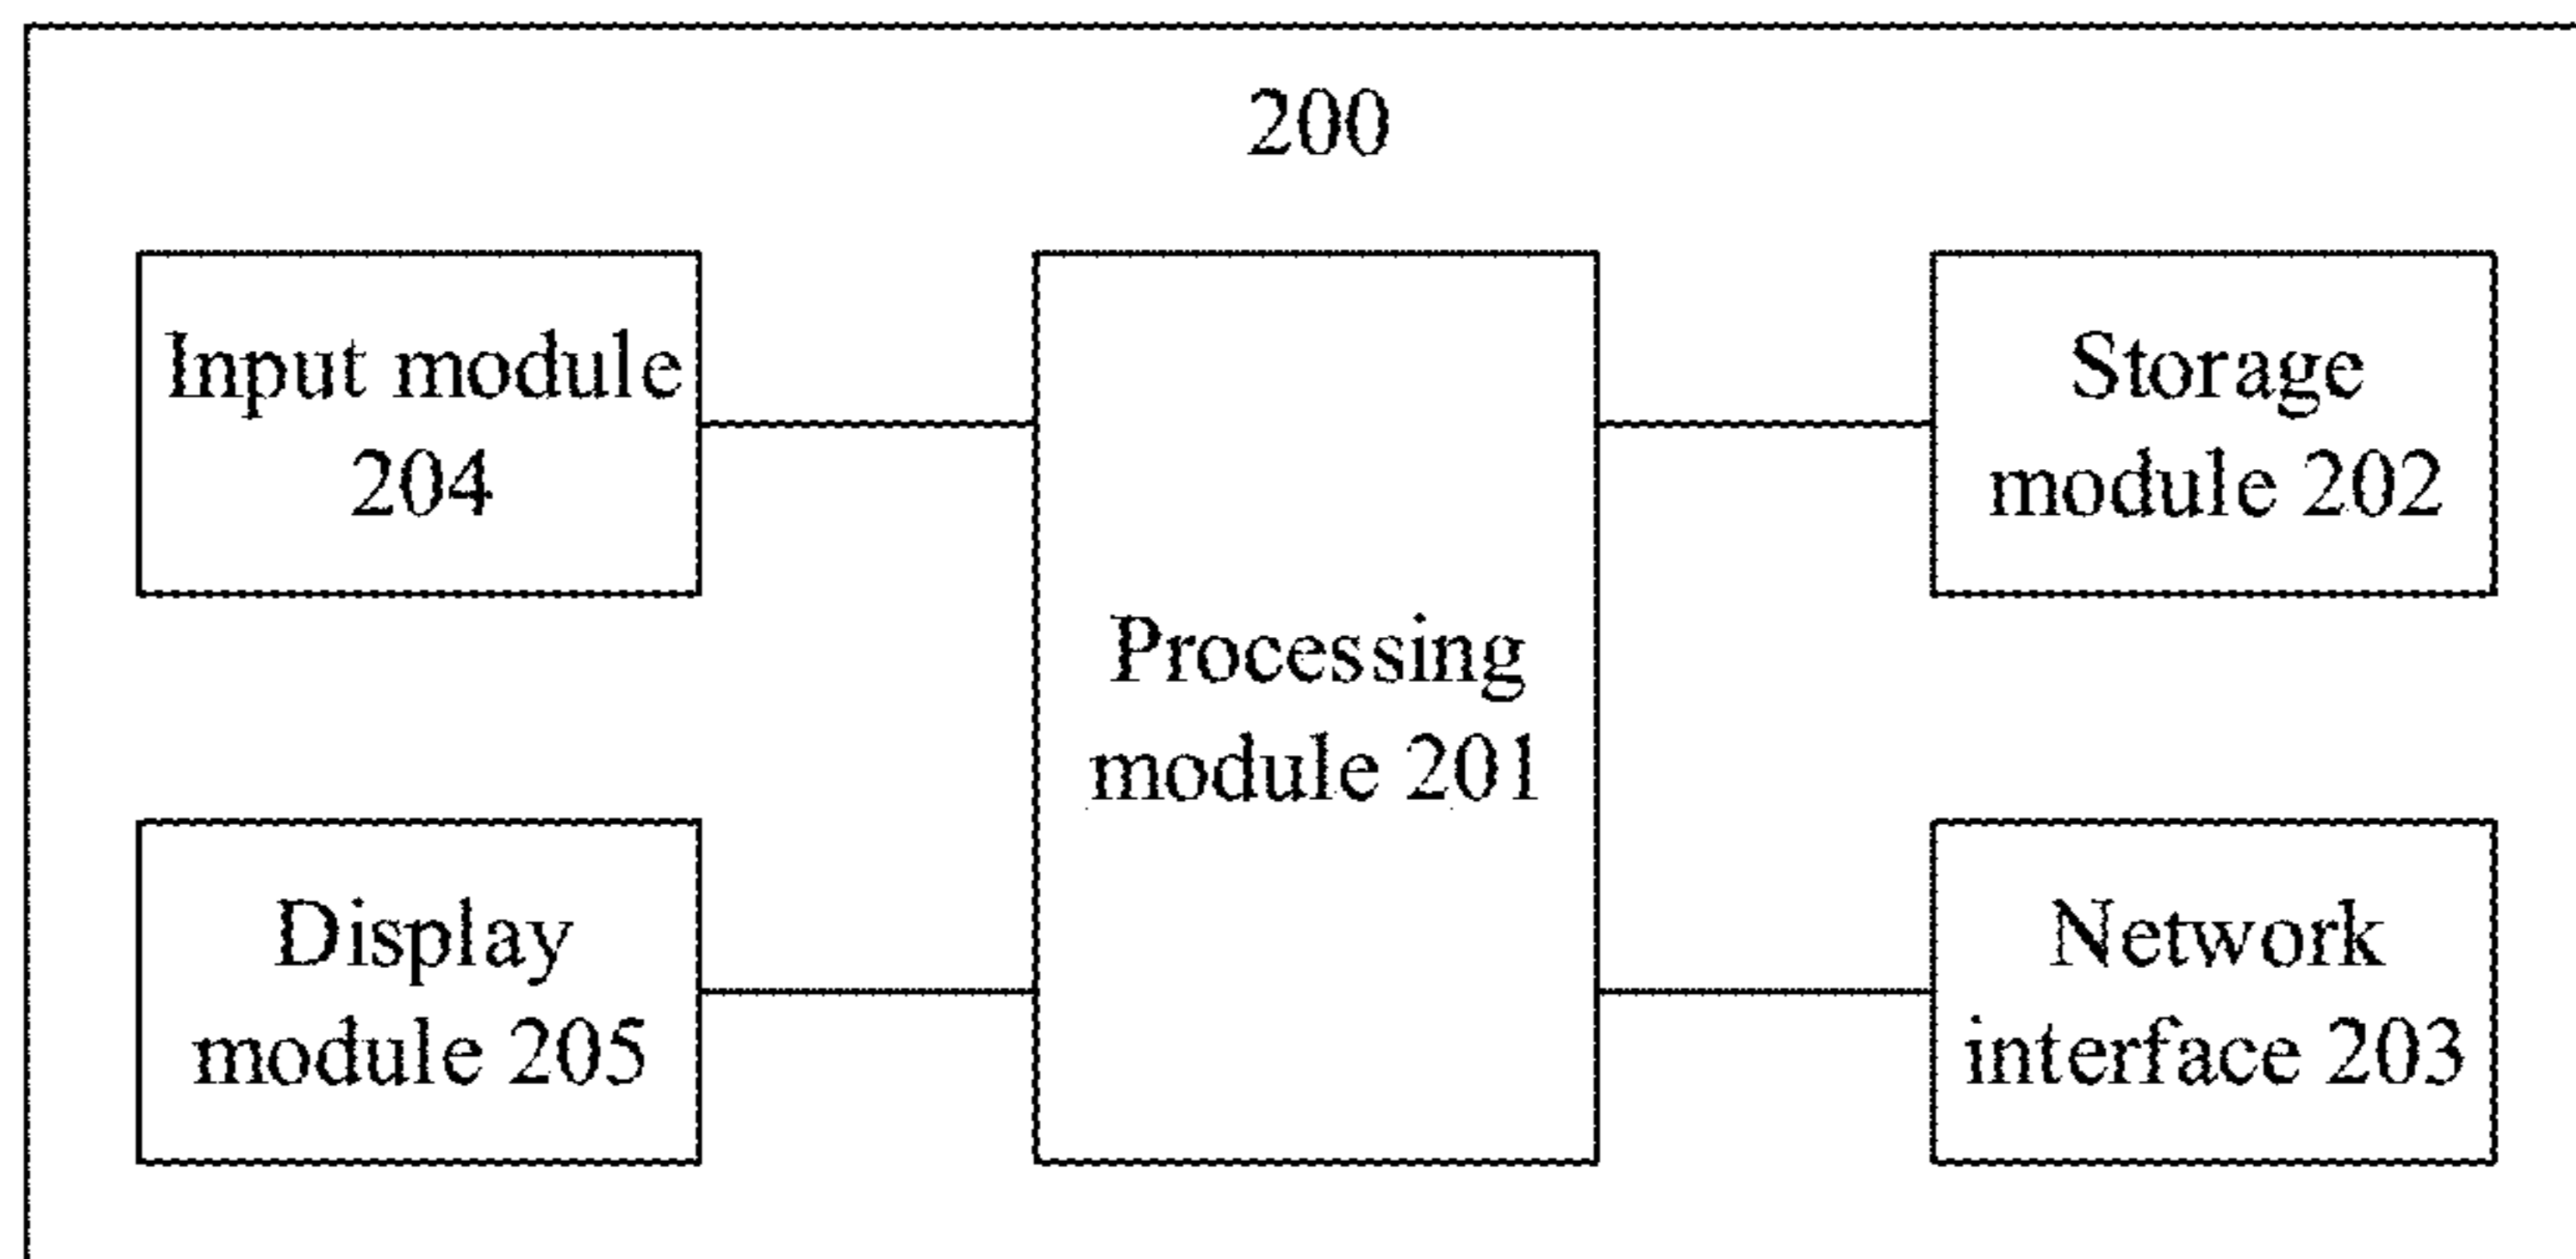 200
Input module
204
Processing
module 201
Storage
module 202
Display
module 205
Network
interface 203